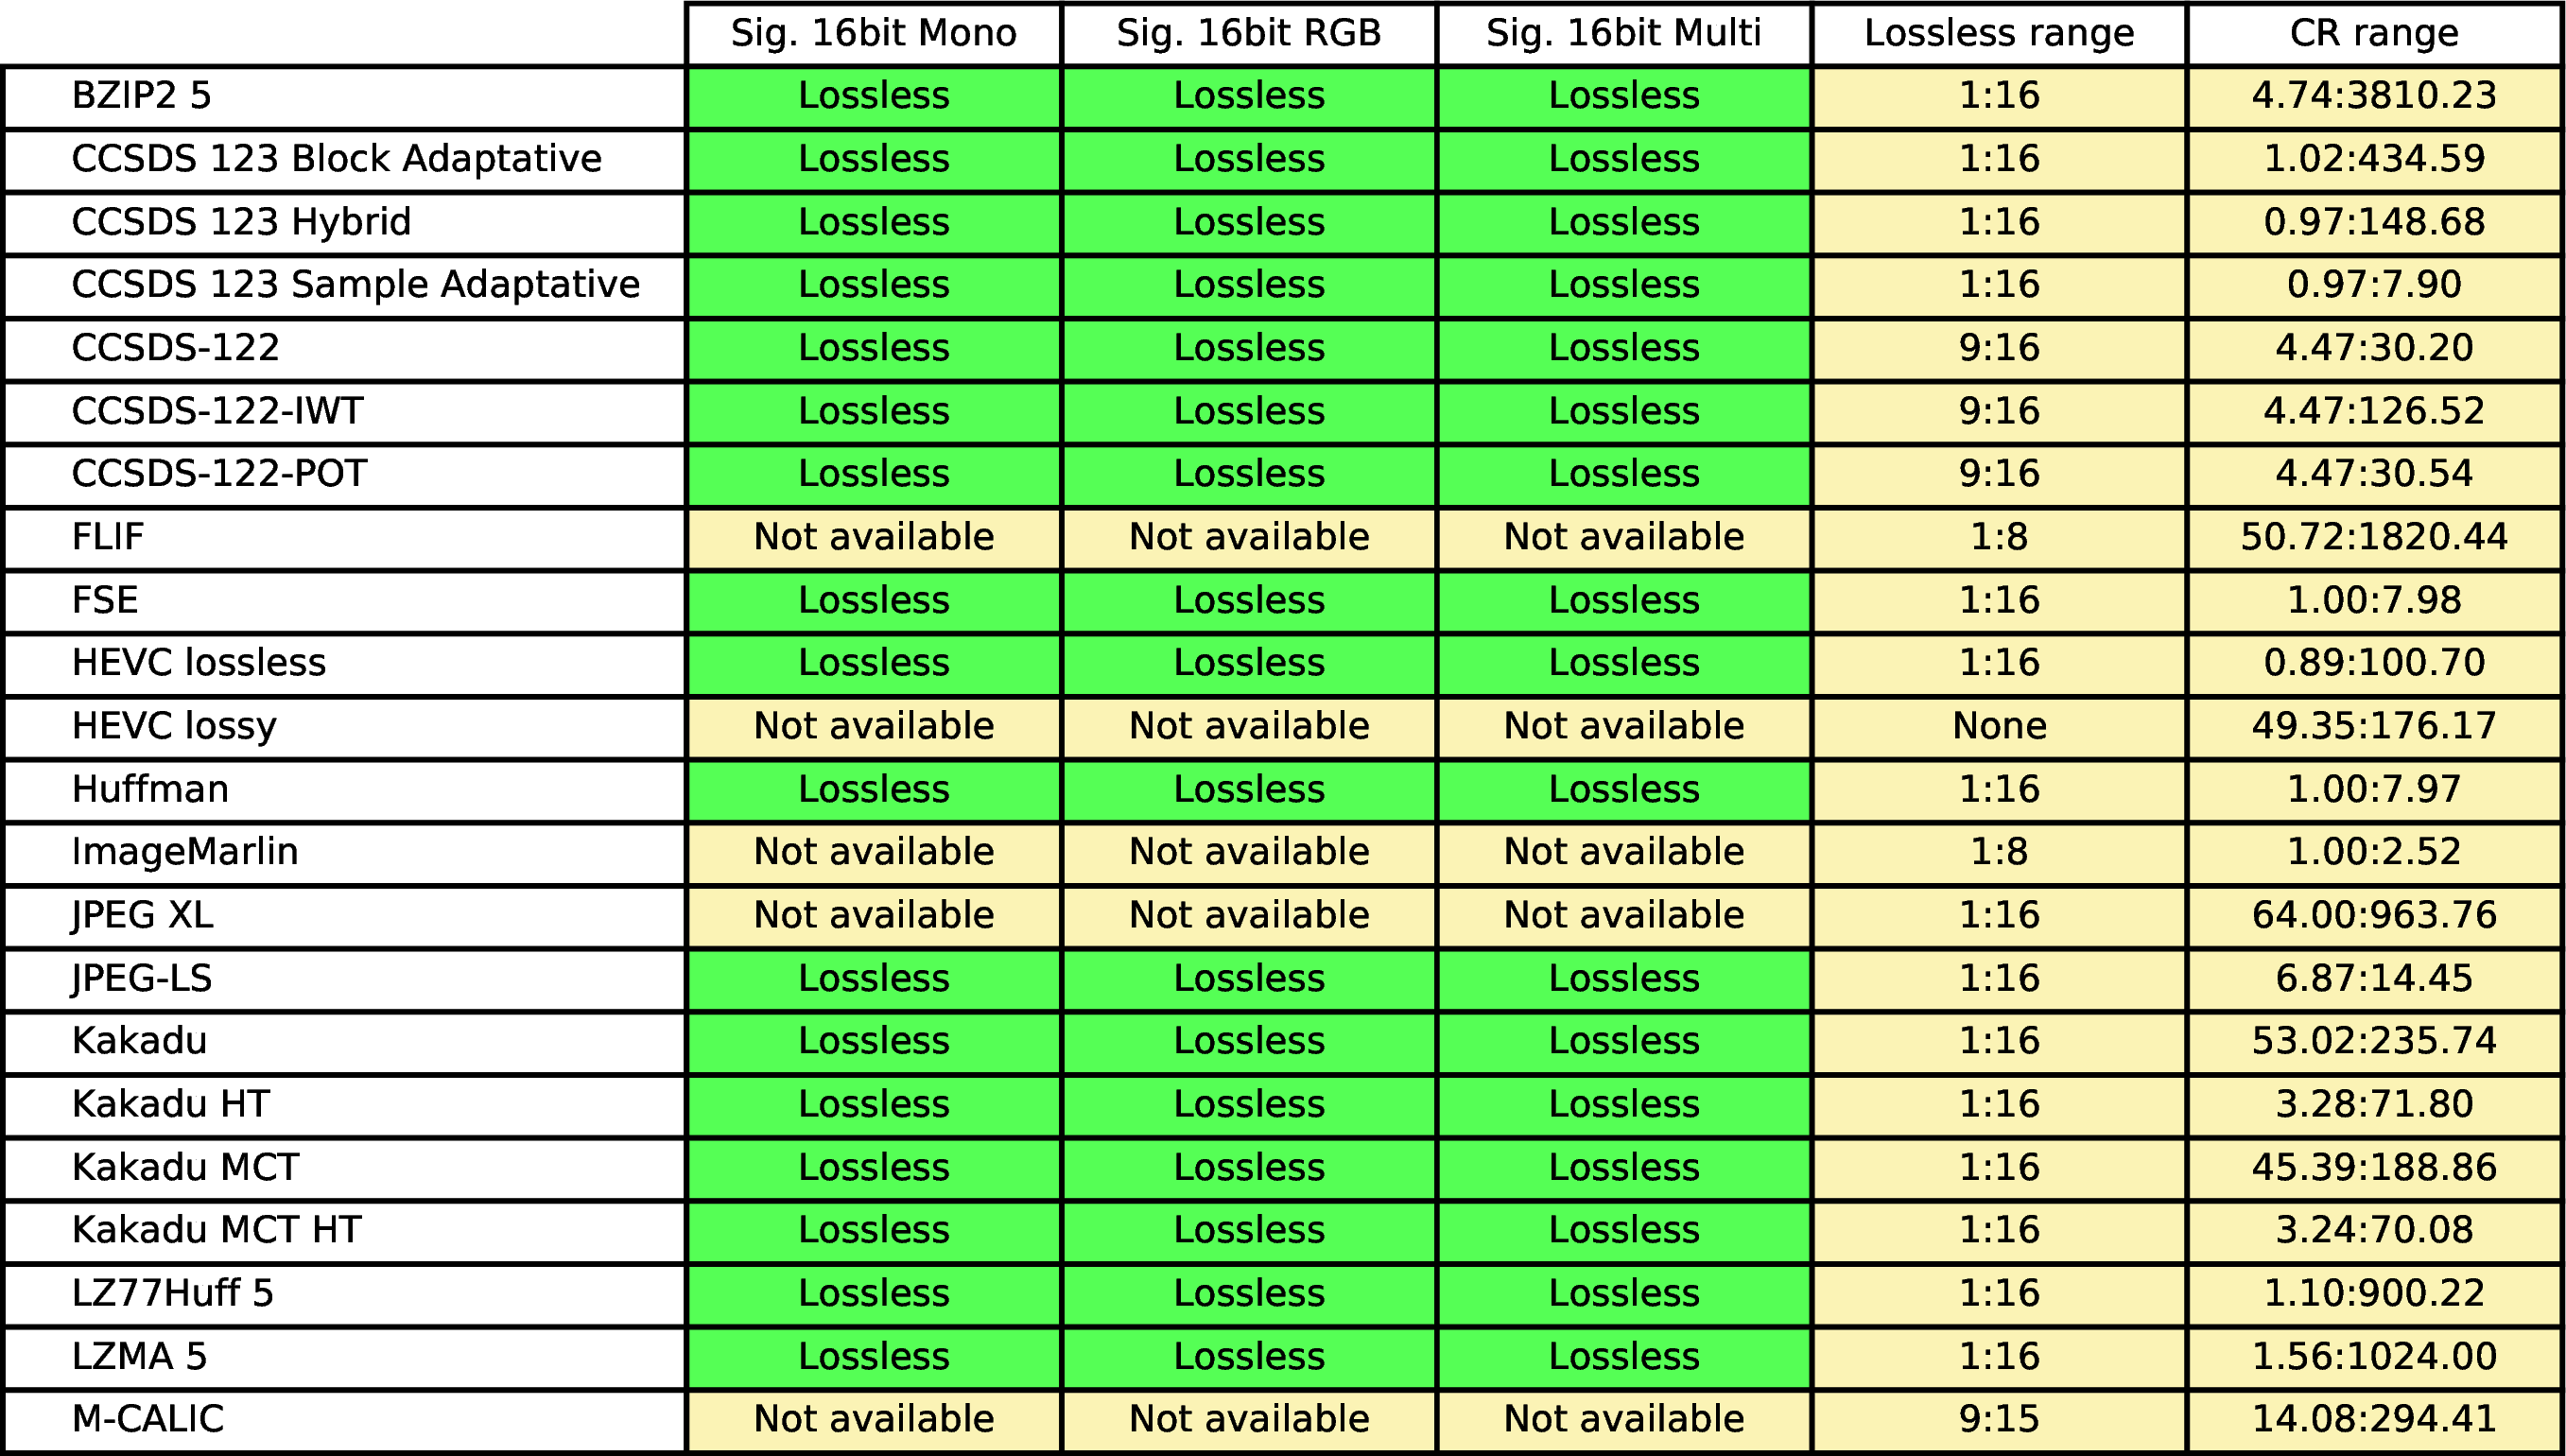 Sig. 16bit Mono Sig. 16bit RGB Sig. 16bit Multi Lossless range CR range
BZIP2 5 Lossless Lossless Lossless 1:16 4.74:3810.23
CCSDS 123 Block Adaptative Lossless Lossless Lossless 1:16 1.02:434.59
CCSDS 123 Hybrid Lossless Lossless Lossless 1:16 0.97:148.68
CCSDS 123 Sample Adaptative Lossless Lossless Lossless 1:16 0.97:7.90
CCSDS-122 Lossless Lossless Lossless 9:16 4.47:30.20
CCSDS-122-IWT Lossless Lossless Lossless 9:16 4.47:126.52
CCSDS-122-POT Lossless Lossless Lossless 9:16 4.47:30.54
FLIF Not available Not available Not available 1:8 50.72:1820.44
FSE Lossless Lossless Lossless 1:16 1.00:7.98
HEVC lossless Lossless Lossless Lossless 1:16 0.89:100.70
HEVC lossy Not available Not available Not available None 49.35:176.17
Huffman Lossless Lossless Lossless 1:16 1.00:7.97
ImageMarlin Not available Not available Not available 1:8 1.00:2.52
JPEG XL Not available Not available Not available 1:16 64.00:963.76
JPEG-LS Lossless Lossless Lossless 1:16 6.87:14.45
Kakadu Lossless Lossless Lossless 1:16 53.02:235.74
Kakadu HT Lossless Lossless Lossless 1:16 3.28:71.80
Kakadu MCT Lossless Lossless Lossless 1:16 45.39:188.86
Kakadu MCT HT Lossless Lossless Lossless 1:16 3.24:70.08
LZ77Huff 5 Lossless Lossless Lossless 1:16 1.10:900.22
LZMA 5 Lossless Lossless Lossless 1:16 1.56:1024.00
M-CALIC Not available Not available Not available 9:15 14.08:294.41